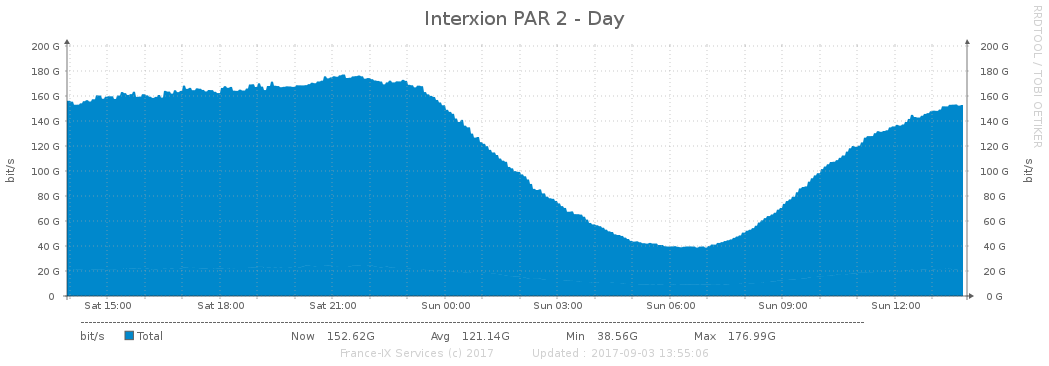 Interxion PAR 2 - Day
RRDTOOL / TOBI OETIKER
bit/s
200 G 200 G
180 G 180 G
160 G 160 G
140 G 140 G
120 G 120 G
100 G 100 G
80 G 80 G
60 G 60 G
40 G 40 G
20 G 20 G
0 0 G
bit/s
Sat 15:00 Sat 18:00 Sat 21:00 Sun 00:00 Sun 03:00 Sun 06:00 Sun 09:00 Sun 12:00
bit/s Total Now 152.62G Avg 121.14G Min 38.56G Max 176.99G
France-IX Services (c) 2017 Updated : 2017-09-03 13:55:06